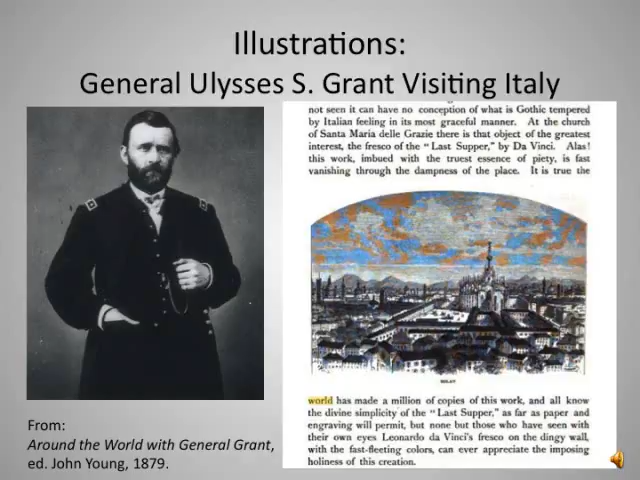 Illustrations:
General Ulysses S. Grant Visiting Italy
not seen it can have no conception of what is Gothic tempered
by Italian feeling in its most graceful manner. At the church
of Santa Maria delle Grazie there is that object of the greatest
interest, the fresco of the "Last Supper," by Da Vinci. Alas!
this work, imbued with the truest essence of piety, is fast
vanishing through the dampness of the place. It is true the
MILAN
world has made a million of copies of this work, and all know
the divine simplicity of the "Last Supper," as far as paper and
engraving will permit, but none but those who have seen with
their own eyes Leonardo da Vinci's fresco on the dingy wall,
with the fast-fleeting colors, can ever appreciate the imposing
holiness of this creation.
From:
Around the World with General Grant,
ed. John Young, 1879.